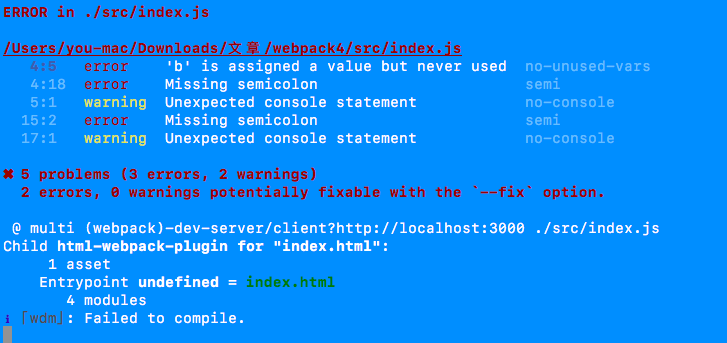 ERROR in ./src/index.js
/Users/you-mac/Downloads/文章/webpack4/src/index.js
4:5 error 'b' is assigned a value but never used no-unused-vars
4:18 error Missing semicolon semi
5:1 warning Unexpected console statement no-console
15:2 error Missing semicolon semi
17:1 warning Unexpected console statement no-console
✖ 5 problems (3 errors, 2 warnings)
2 errors, 0 warnings potentially fixable with the `--fix` option.
@ multi (webpack)-dev-server/client?http://localhost:3000 ./src/index.js
Child html-webpack-plugin for "index.html":
1 asset
Entrypoint undefined = index.html
4 modules
ℹ 「wdm」: Failed to compile.